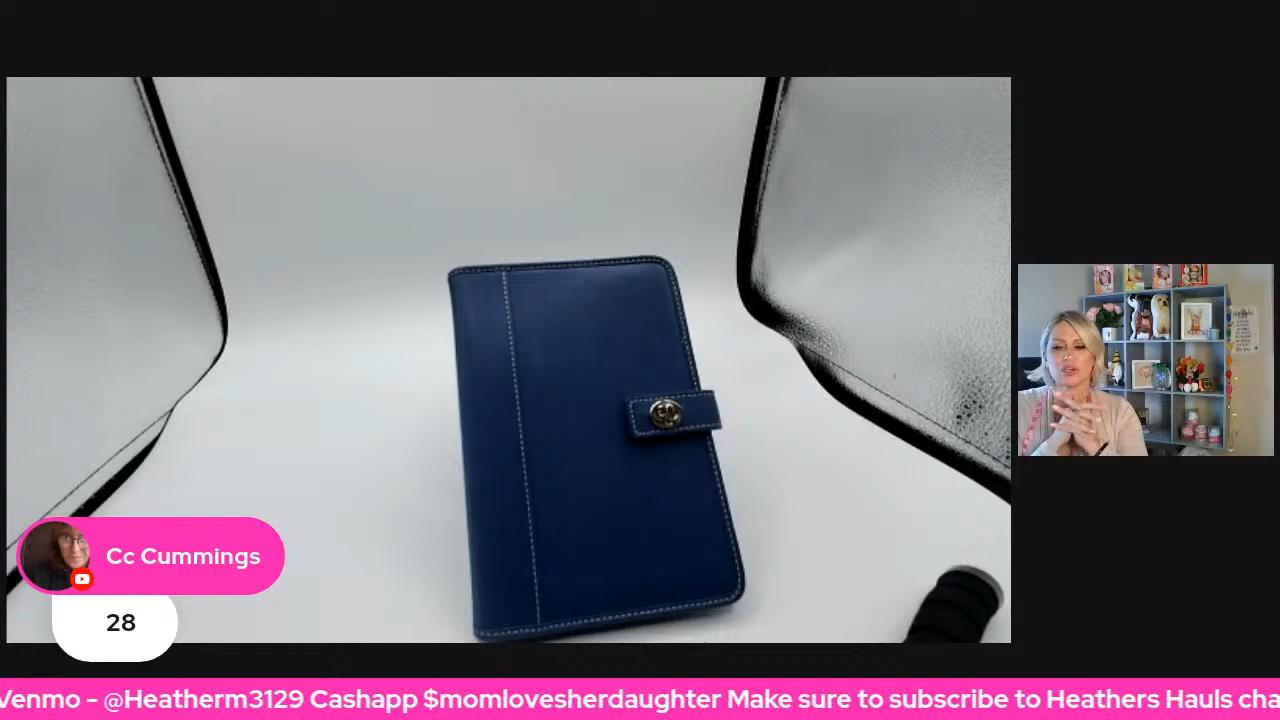 Cc Cummings
28
Venmo - @Heatherm3129 Cashapp $momlovesherdaughter Make sure to subscribe to Heathers Hauls cha